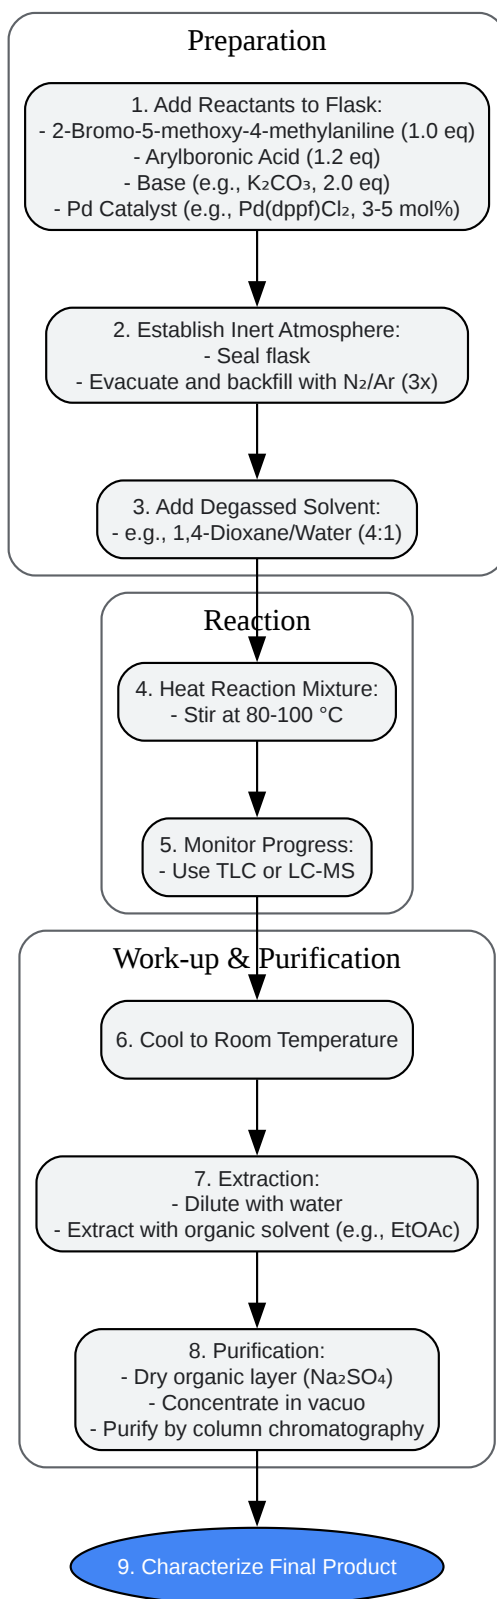 Preparation
1. Add Reactants to Flask:
- 2-Bromo-5-methoxy-4-methylaniline (1.0 eq)
- Arylboronic Acid (1.2 eq)
- Base (e.g., K₂CO₃, 2.0 eq)
- Pd Catalyst (e.g., Pd(dppf)Cl₂, 3-5 mol%)
2. Establish Inert Atmosphere:
- Seal flask
- Evacuate and backfill with N₂/Ar (3x)
3. Add Degassed Solvent:
- e.g., 1,4-Dioxane/Water (4:1)
Reaction
4. Heat Reaction Mixture:
- Stir at 80-100 °C
5. Monitor Progress:
- Use TLC or LC-MS
Work-up & Purification
6. Cool to Room Temperature
7. Extraction:
- Dilute with water
- Extract with organic solvent (e.g., EtOAc)
8. Purification:
- Dry organic layer (Na₂SO₄)
- Concentrate in vacuo
- Purify by column chromatography
9. Characterize Final Product